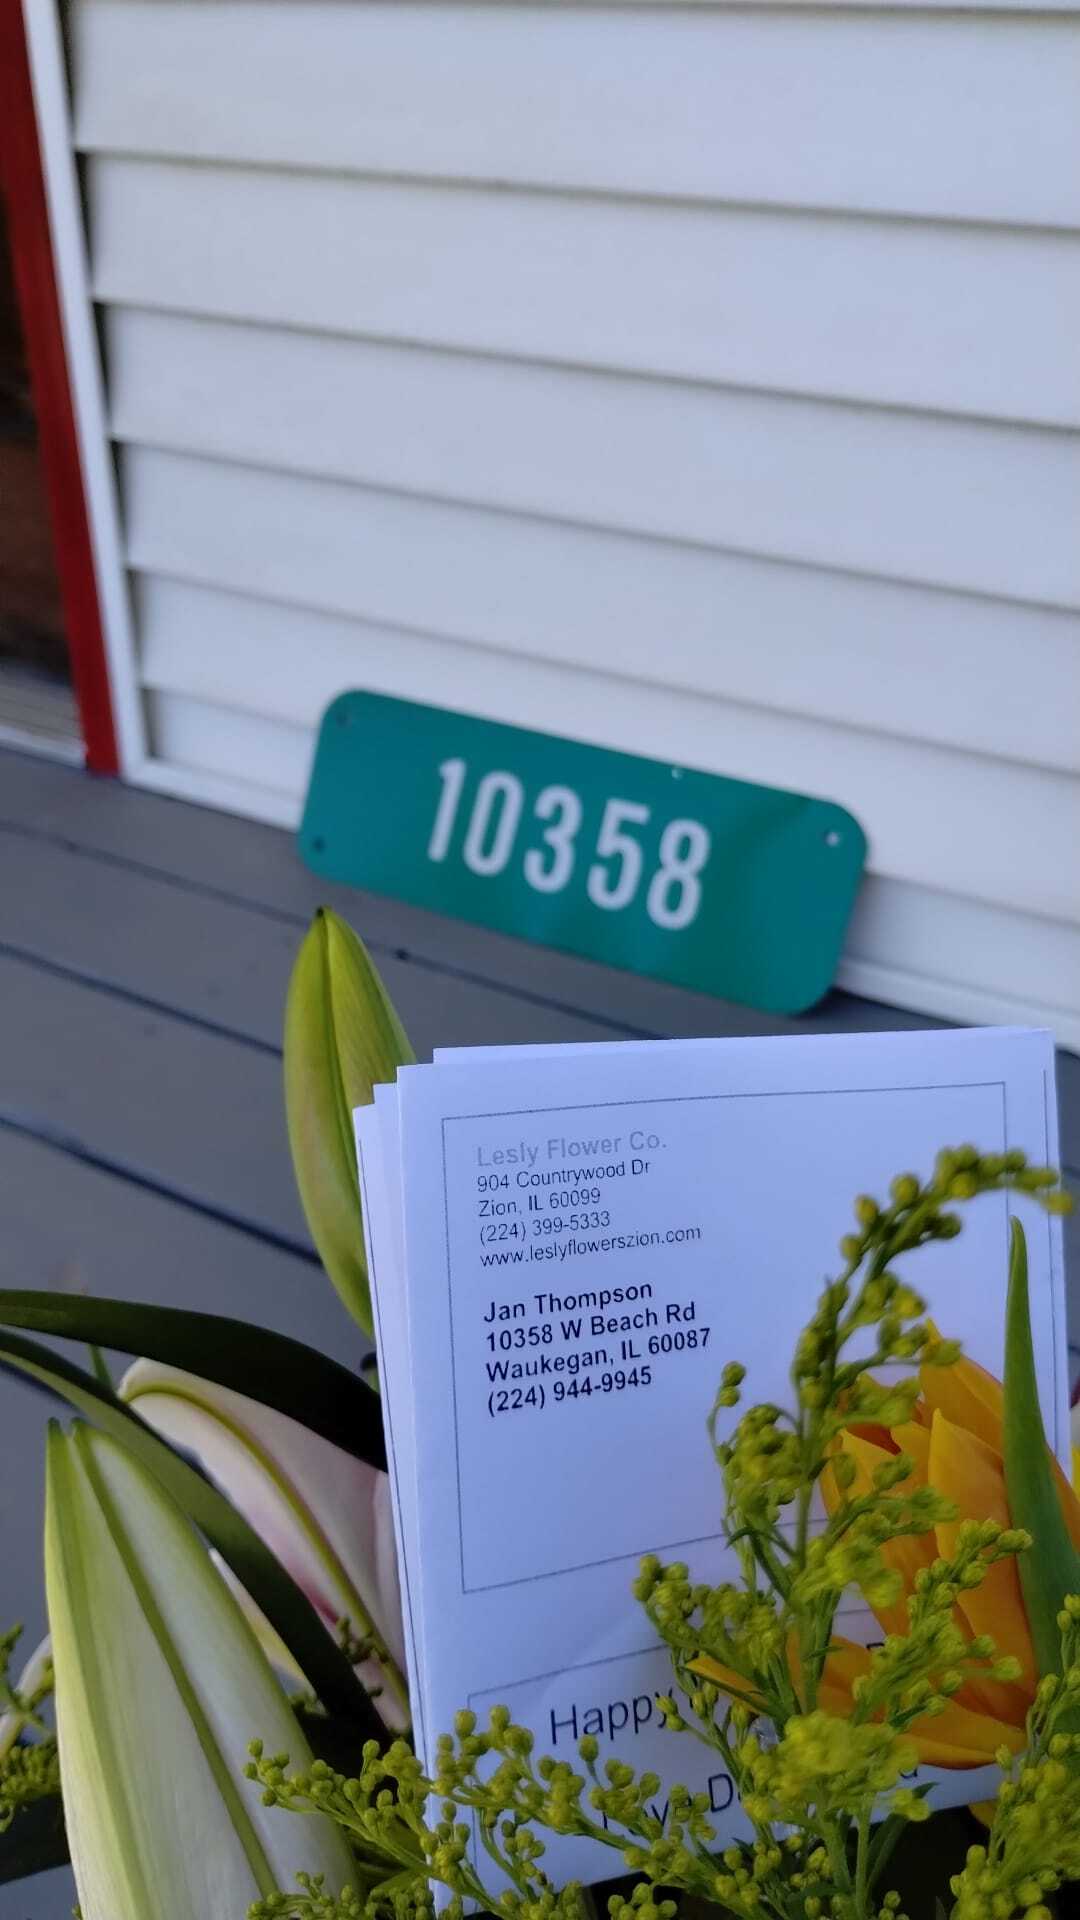 10358
Lesly Flower Co.
904 Countrywood Dr
Zion, IL 60099
(224) 399-5333
www.leslyflowerszion.com
Jan Thompson
10358 W Beach Rd
Waukegan, IL 60087
(224) 944-9945
Happy